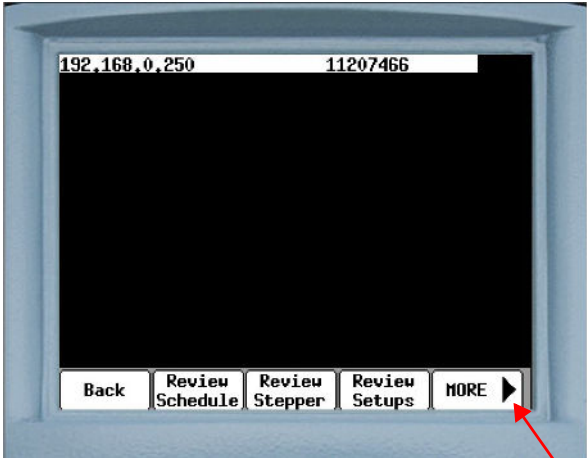 192.168.0.250 11207466
Back
Review
Schedule
Review
Stepper
Review
Setups
MORE